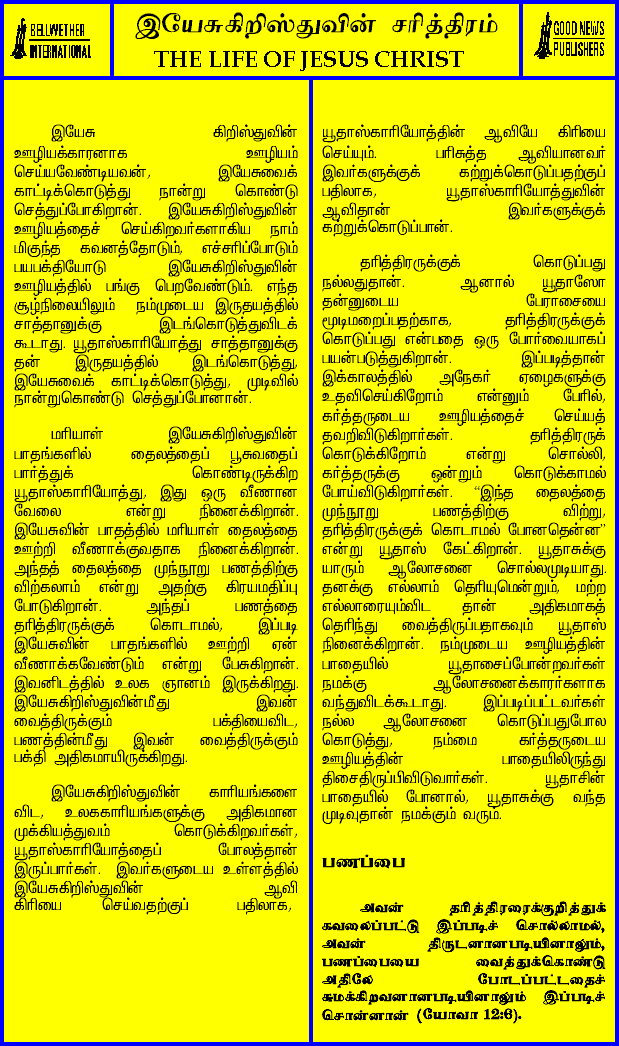 BELLWETHER
INTERNATIONAL
இயேசுகிறிஸ்துவின் சரித்திரம்
THE LIFE OF JESUS CHRIST
GOOD NEWS
PUBLISHERS
இயேசு கிறிஸ்துவின்
ஊழியக்காரனாக ஊழியம்
செய்யவேண்டியவன், இயேசுவைக்
காட்டிக்கொடுத்து நான்று கொண்டு
செத்துப்போகிறான். இயேசுகிறிஸ்துவின்
ஊழியத்தைச் செய்கிறவர்களாகிய நாம்
மிகுந்த கவனத்தோடும், எச்சரிப்போடும்
பயபக்தியோடு இயேசுகிறிஸ்துவின்
ஊழியத்தில் பங்கு பெறவேண்டும். எந்த
சூழ்நிலையிலும் நம்முடைய இருதயத்தில்
சாத்தானுக்கு இடங்கொடுத்துவிடக்
கூடாது. யூதாஸ்காரியோத்து சாத்தானுக்கு
தன் இருதயத்தில் இடங்கொடுத்து,
இயேசுவைக் காட்டிக்கொடுத்து, முடிவில்
நான்றுகொண்டு செத்துப்போனான்.
மரியாள் இயேசுகிறிஸ்துவின்
பாதங்களில் தைலத்தைப் பூசுவதைப்
பார்த்துக் கொண்டிருக்கிற
யூதாஸ்காரியோத்து, இது ஒரு வீணான
வேலை என்று நினைக்கிறான்.
இயேசுவின் பாதத்தில் மரியாள் தைலத்தை
ஊற்றி வீணாக்குவதாக நினைக்கிறான்.
அந்தத் தைலத்தை முந்நூறு பணத்திற்கு
விற்கலாம் என்று அதற்கு கிரயமதிப்பு
போடுகிறான். அந்தப் பணத்தை
தரித்திரருக்குக் கொடாமல், இப்படி
இயேசுவின் பாதங்களில் ஊற்றி ஏன்
வீணாக்கவேண்டும் என்று பேசுகிறான்.
இவனிடத்தில் உலக ஞானம் இருக்கிறது.
இயேசுகிறிஸ்துவின்மீது இவன்
வைத்திருக்கும் பக்தியைவிட,
பணத்தின்மீது இவன் வைத்திருக்கும்
பக்தி அதிகமாயிருக்கிறது.
இயேசுகிறிஸ்துவின் காரியங்களை
விட, உலககாரியங்களுக்கு அதிகமான
முக்கியத்துவம் கொடுக்கிறவர்கள்,
யூதாஸ்காரியோத்தைப் போலத்தான்
இருப்பார்கள். இவர்களுடைய உள்ளத்தில்
இயேசுகிறிஸ்துவின் ஆவி
கிரியை செய்வதற்குப் பதிலாக,
யூதாஸ்காரியோத்தின் ஆவியே கிரியை
செய்யும். பரிசுத்த ஆவியானவர்
இவர்களுக்குக் கற்றுக்கொடுப்பதற்குப்
பதிலாக, யூதாஸ்காரியோத்துவின்
ஆவிதான் இவர்களுக்குக்
கற்றுக்கொடுப்பான்.
தரித்திரருக்குக் கொடுப்பது
நல்லதுதான். ஆனால் யூதாஸோ
தன்னுடைய பேராசையை
மூடிமறைப்பதற்காக, தரித்திரருக்குக்
கொடுப்பது என்பதை ஒரு போர்வையாகப்
பயன்படுத்துகிறான். இப்படித்தான்
இக்காலத்தில் அநேகர் ஏழைகளுக்கு
உதவிசெய்கிறோம் என்னும் பேரில்,
கர்த்தருடைய ஊழியத்தைச் செய்யத்
தவறிவிடுகிறார்கள். தரித்திரருக்
கொடுக்கிறோம் என்று சொல்லி,
கர்த்தருக்கு ஒன்றும் கொடுக்காமல்
போய்விடுகிறார்கள். “இந்த தைலத்தை
முந்நூறு பணத்திற்கு விற்று,
தரித்திரருக்குக் கொடாமல் போனதென்ன”
என்று யூதாஸ் கேட்கிறான். யூதாசுக்கு
யாரும் ஆலோசனை சொல்லமுடியாது.
தனக்கு எல்லாம் தெரியுமென்றும், மற்ற
எல்லாரையும்விட தான் அதிகமாகத்
தெரிந்து வைத்திருப்பதாகவும் யூதாஸ்
நினைக்கிறான். நம்முடைய ஊழியத்தின்
பாதையில் யூதாசைப்போன்றவர்கள்
நமக்கு ஆலோசனைக்காரர்களாக
வந்துவிடக்கூடாது. இப்படிப்பட்டவர்கள்
நல்ல ஆலோசனை கொடுப்பதுபோல
கொடுத்து, நம்மை கர்த்தருடைய
ஊழியத்தின் பாதையிலிருந்து
திசைதிருப்பிவிடுவார்கள். யூதாசின்
பாதையில் போனால், யூதாசுக்கு வந்த
முடிவுதான் நமக்கும் வரும்.
பணப்பை
அவன் தரித்திரரைக்குறித்துக்
கவலைப்பட்டு இப்படிச் சொல்லாமல்,
அவன் திருடனானபடியினாலும்,
பணப்பையை வைத்துக்கொண்டு
அதிலே போடப்பட்டதைச்
சுமக்கிறவனானபடியினாலும் இப்படிச்
சொன்னான் (யோவா 12:6).